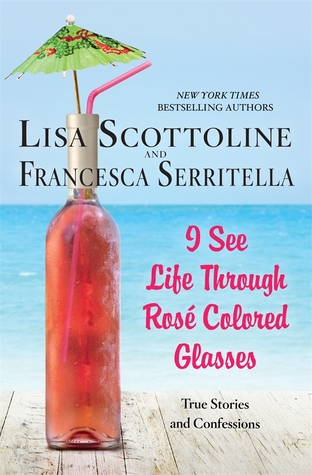 NEW YORK TIMES
BESTSELLING AUTHORS
LISA SCOTTOLINE
AND
FRANCESCA SERRITELLA
I See
Life Through
Rosé Colored
Glasses
True Stories
and Confessions